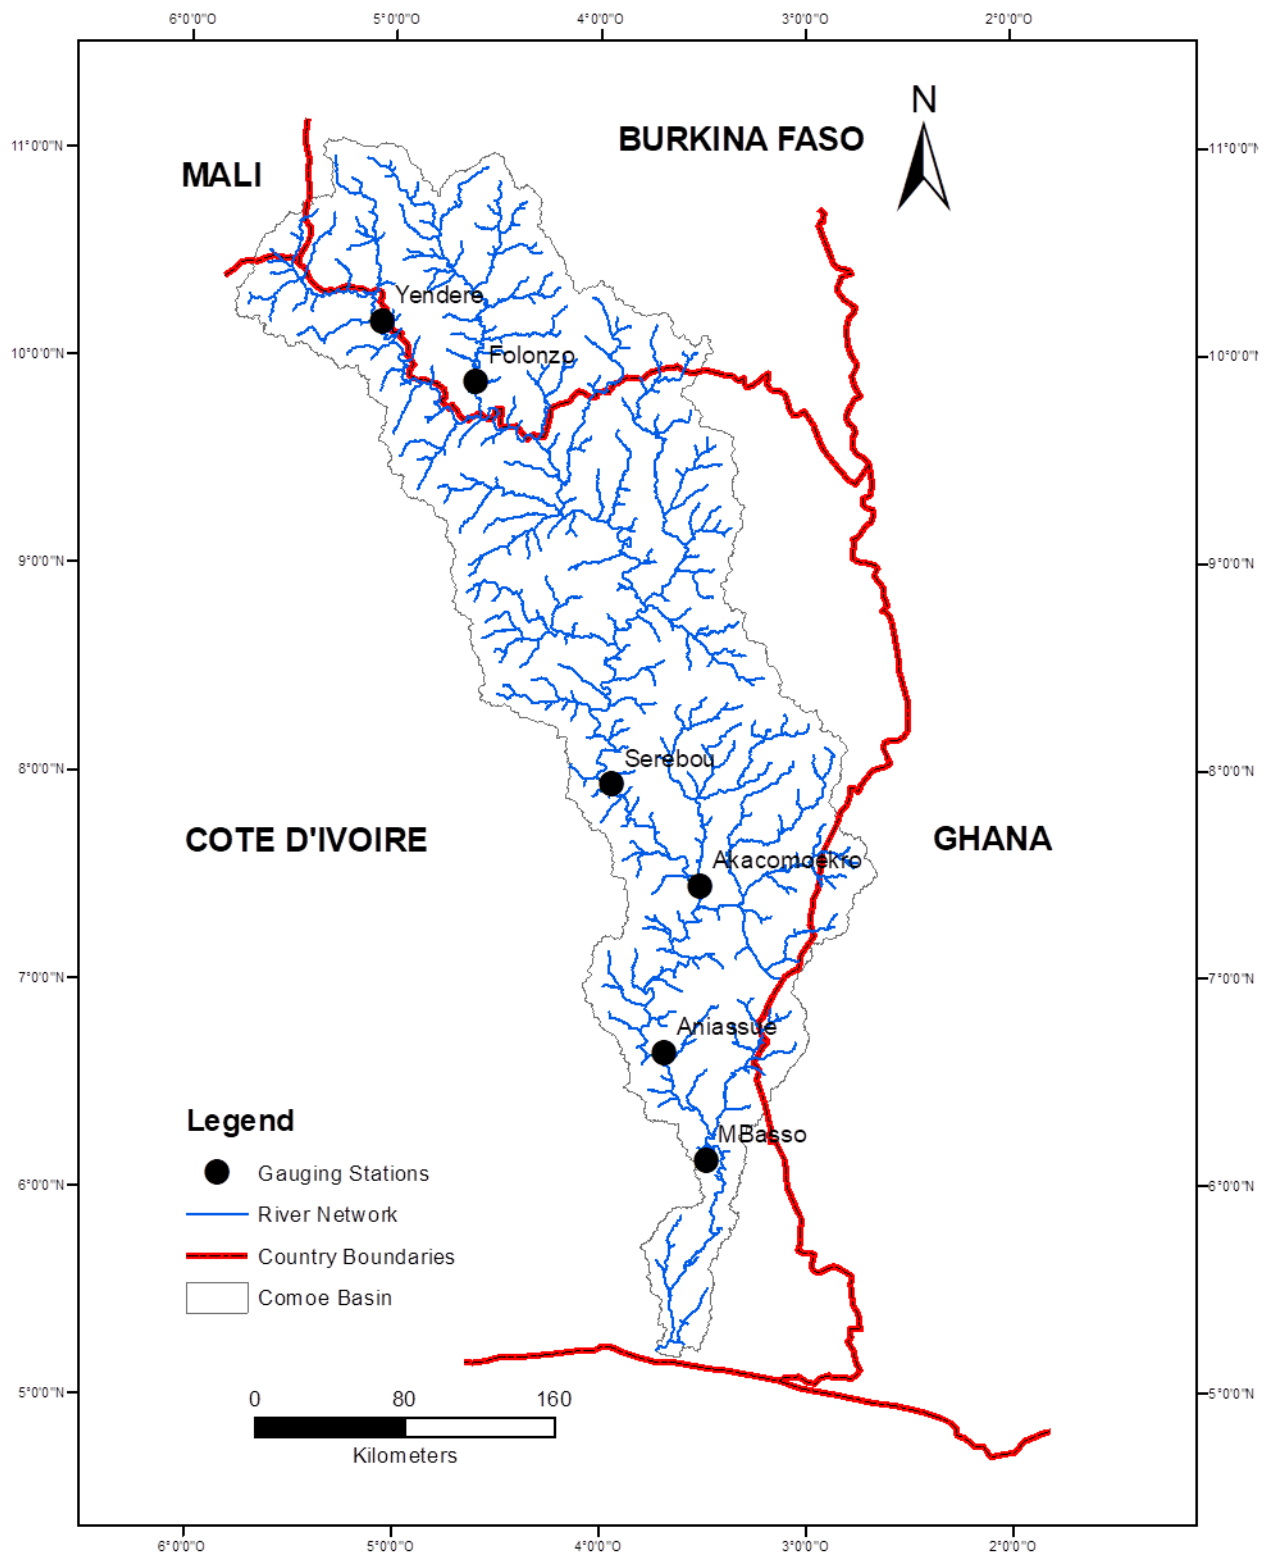 6°0'0"O 5°0'0"O 4°0'0"O 3°0'0"O 2°0'0"O
N
BURKINA FASO
11°0'0"N 11°0'0"N
MALI
Yendere
10°0'0"N 10°0'0"N
Folonzo
9°0'0"N 9°0'0"N
Serebou
8°0'0"N 8°0'0"N
COTE D'IVOIRE
GHANA
Akacomoekro
7°0'0"N 7°0'0"N
Aniassue
Legend
MBasso
Gauging Stations
6°0'0"N 6°0'0"N
River Network
Country Boundaries
Comoe Basin
5°0'0"N 5°0'0"N
0 80 160
Kilometers
6°0'0"O 5°0'0"O 4°0'0"O 3°0'0"O 2°0'0"O